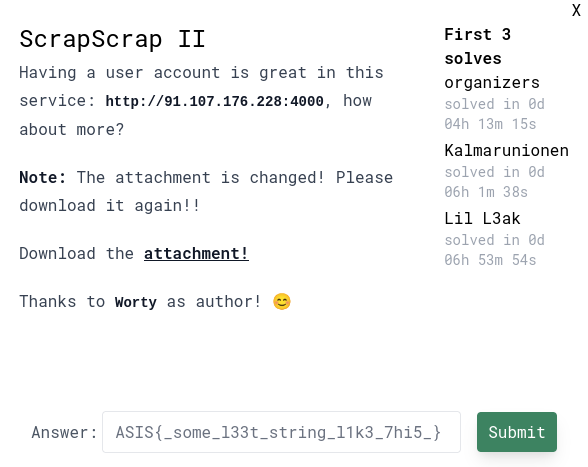 X
ScrapScrap II
Having a user account is great in this
service: http://91.107.176.228:4000, how
about more?
Note: The attachment is changed! Please
download it again!!
Download the attachment!
Thanks to Worty as author! 😊
First 3
solves
organizers
solved in 0d
04h 13m 15s
Kalmarunionen
solved in 0d
06h 1m 38s
Lil L3ak
solved in 0d
06h 53m 54s
Answer: ASIS{_some_l33t_string_l1k3_7hi5_} Submit